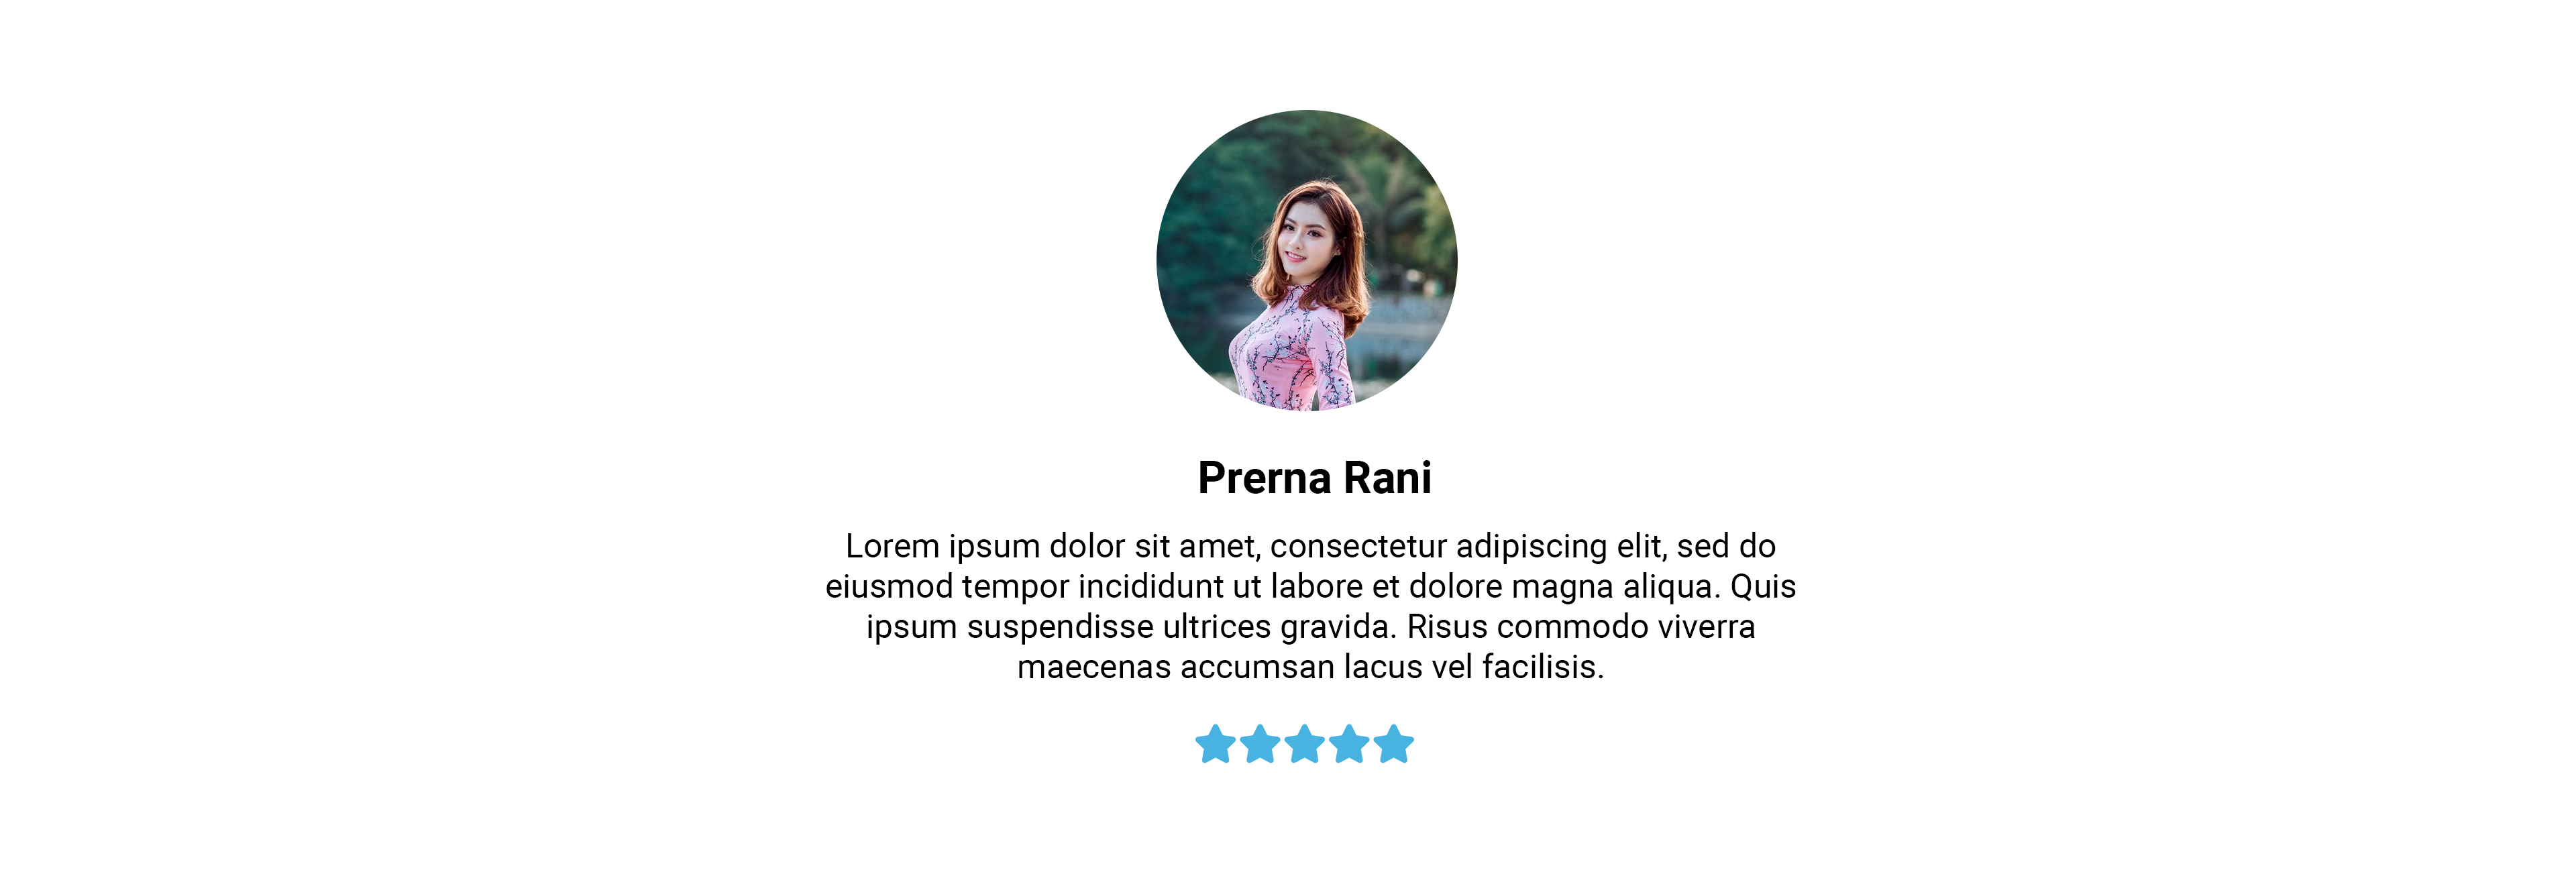 Prerna Rani
Lorem ipsum dolor sit amet, consectetur adipiscing elit, sed do
eiusmod tempor incididunt ut labore et dolore magna aliqua. Quis
ipsum suspendisse ultrices gravida. Risus commodo viverra
maecenas accumsan lacus vel facilisis.